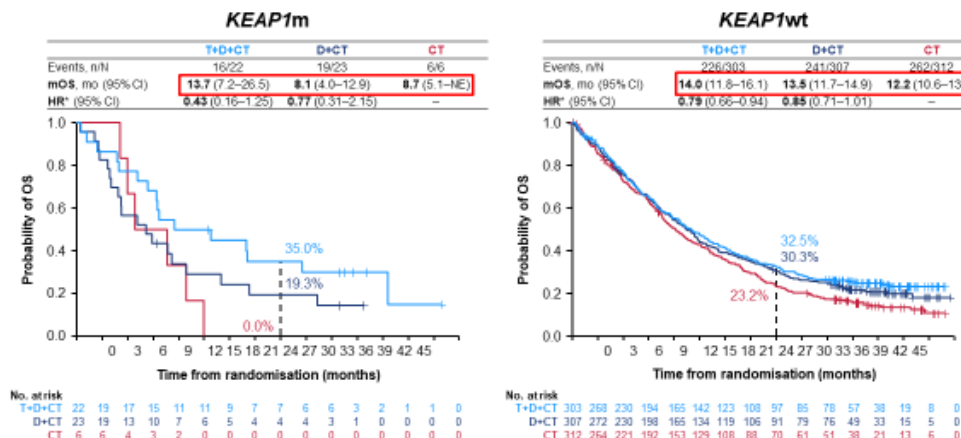 KEAP1m
T+D+CT D+CT CT
Events, n/N 16/22 19/23 6/6
mOS, mo (95% CI) 13.7 (7.2–26.5) 8.1 (4.0–12.9) 8.7 (5.1–NE)
HR* (95% CI) 0.43 (0.16–1.25) 0.77 (0.31–2.15) –
Probability of OS
1.0
0.8
0.6
0.4
0.2
0.0
35.0%
19.3%
0.0%
0 3 6 9 12 15 18 21 24 27 30 33 36 39 42 45
Time from randomisation (months)
No. at risk
T+D+CT 22 19 17 15 11 11 9 7 7 6 6 3 2 1 1 0
D+CT 23 19 13 10 7 6 5 4 4 4 3 1 0 0 0 0
CT 6 6 4 3 2 0 0 0 0 0 0 0 0 0 0 0
KEAP1wt
T+D+CT D+CT CT
Events, n/N 226/303 241/307 262/312
mOS, mo (95% CI) 14.0 (11.8–16.1) 13.5 (11.7–14.9) 12.2 (10.6–13
HR* (95% CI) 0.79 (0.66–0.94) 0.85 (0.71–1.01) –
Probability of OS
1.0
0.8
0.6
0.4
0.2
0.0
32.5%
30.3%
23.2%
0 3 6 9 12 15 18 21 24 27 30 33 36 39 42 45
Time from randomisation (months)
No. at risk
T+D+CT 303 268 230 194 165 142 123 108 97 85 78 57 38 19 8 0
D+CT 307 272 230 198 165 134 119 106 91 79 76 49 33 15 5 0
CT 312 264 221 192 153 129 108 88 70 61 51 38 21 13 6 0